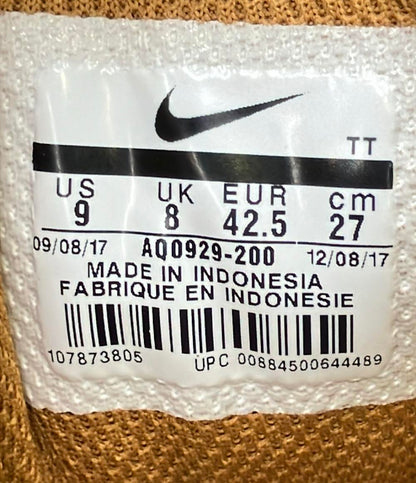 TT
US UK EUR cm
9 8 42.5 27
09/08/17 AQ0929-200 12/08/17
MADE IN INDONESIA
FABRIQUE EN INDONESIE
107873805 UPC 00884500644489